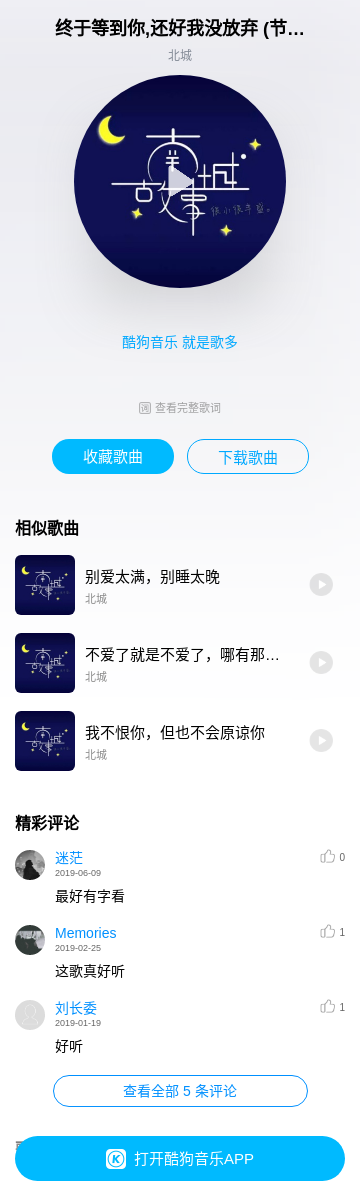 终于等到你,还好我没放弃 (节…
北城
南城
故事
张小张丰盛。
酷狗音乐 就是歌多
词 查看完整歌词
收藏歌曲
下载歌曲
相似歌曲
别爱太满，别睡太晚
北城
不爱了就是不爱了，哪有那…
北城
我不恨你，但也不会原谅你
北城
精彩评论
迷茫
0
2019-06-09
最好有字看
Memories
1
2019-02-25
这歌真好听
刘长委
1
2019-01-19
好听
查看全部 5 条评论
K 打开酷狗音乐APP